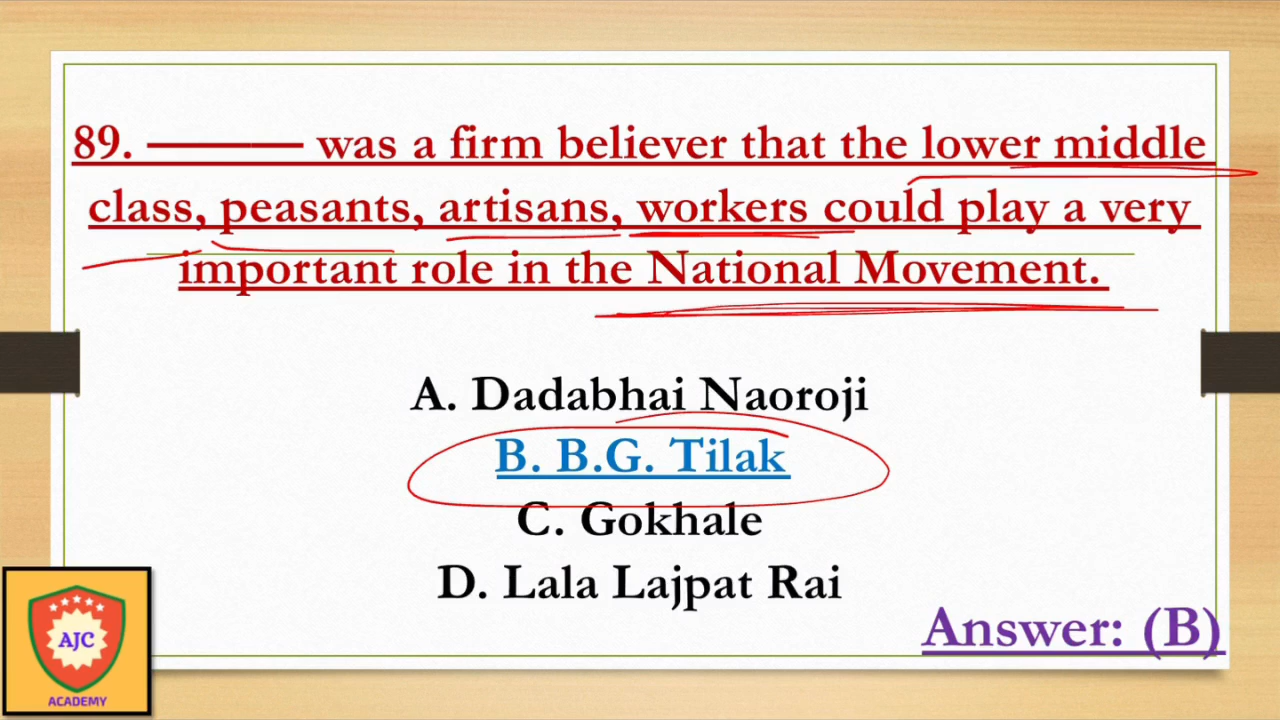 89. ——— was a firm believer that the lower middle
class, peasants, artisans, workers could play a very
important role in the National Movement.
A. Dadabhai Naoroji
B. B.G. Tilak
C. Gokhale
D. Lala Lajpat Rai
Answer: (B)
AJC
ACADEMY